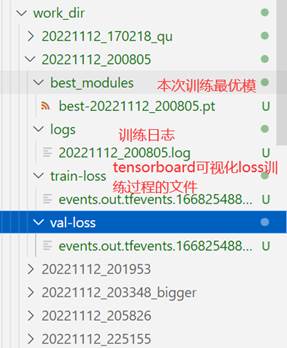 work_dir
20221112_170218_qu
20221112_200805
best_modules
本次训练最优模
best-20221112_200805.pt U
logs
训练日志
20221112_200805.log U
tensorboard可视化loss训
train-loss
练过程的文件
events.out.tfevents.166825488... U
val-loss
events.out.tfevents.166825488... U
20221112_201953
20221112_203348_bigger
20221112_205826
20221112_225155